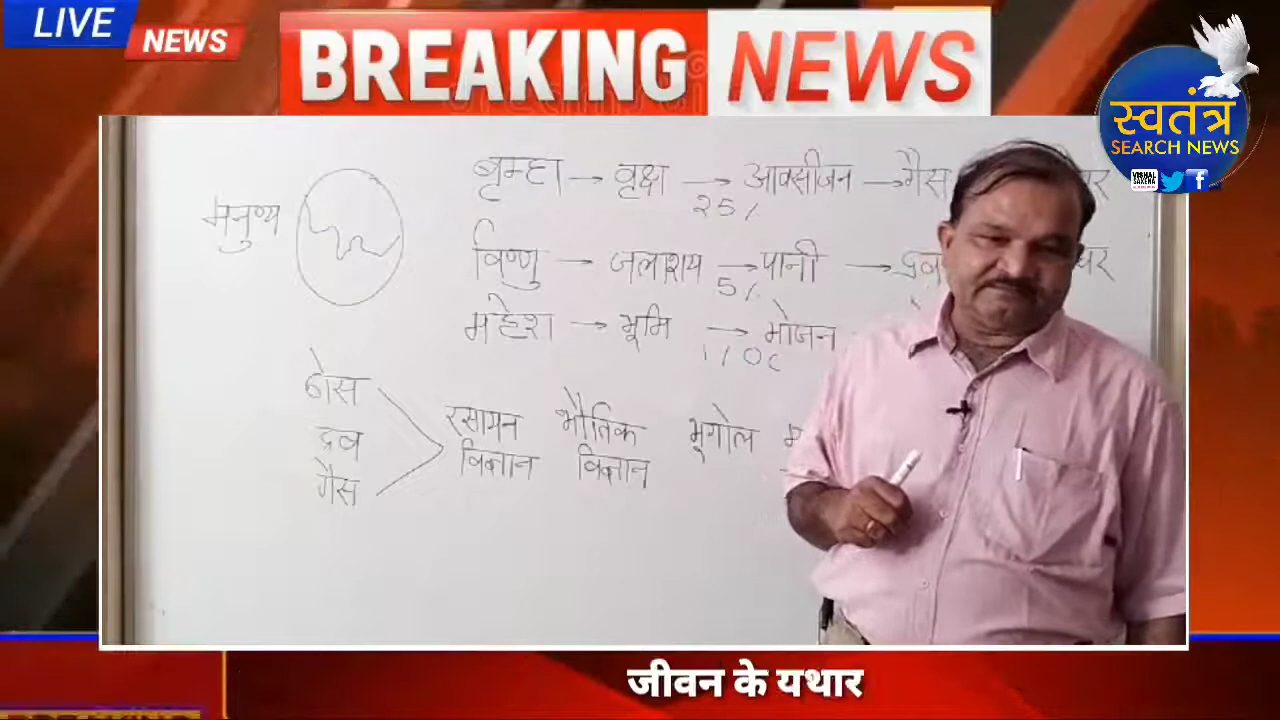 LIVE
NEWS
BREAKING NEWS
स्वतंत्र
SEARCH NEWS
बृम्हा → वृक्ष → आक्सीजन → गैस
25%
मनुष्य
विष्णु → जलाशय → पानी → द्रव
5%
महेश → भूमि → भोजन
ठोस
द्रव
गैस
रसायन भौतिक भूगोल
विज्ञान विज्ञान
जीवन के यथार